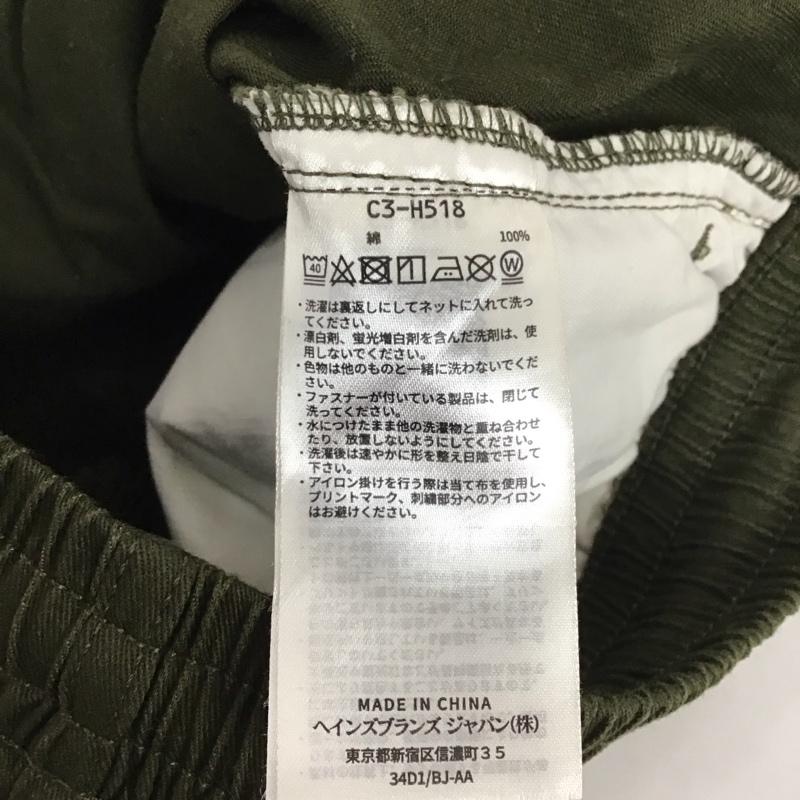 C3-H518
綿 100%
40 W
・洗濯は裏返しにしてネットに入れて洗っ
てください。
・漂白剤、蛍光増白剤を含んだ洗剤は、使
用しないでください。
・色物は他のものと一緒に洗わないでくだ
さい。
・ファスナーが付いている製品は、閉じて
洗ってください。
・水につけたまま他の洗濯物と重ね合わせ
たり、放置しないようにしてください。
・洗濯後は速やかに形を整え日陰で干して
下さい。
・アイロン掛けを行う際は当て布を使用し、
プリントマーク、刺繍部分へのアイロン
はお避けください。
MADE IN CHINA
ヘインズブランズ ジャパン(株)
東京都新宿区信濃町35
34D1/BJ-AA